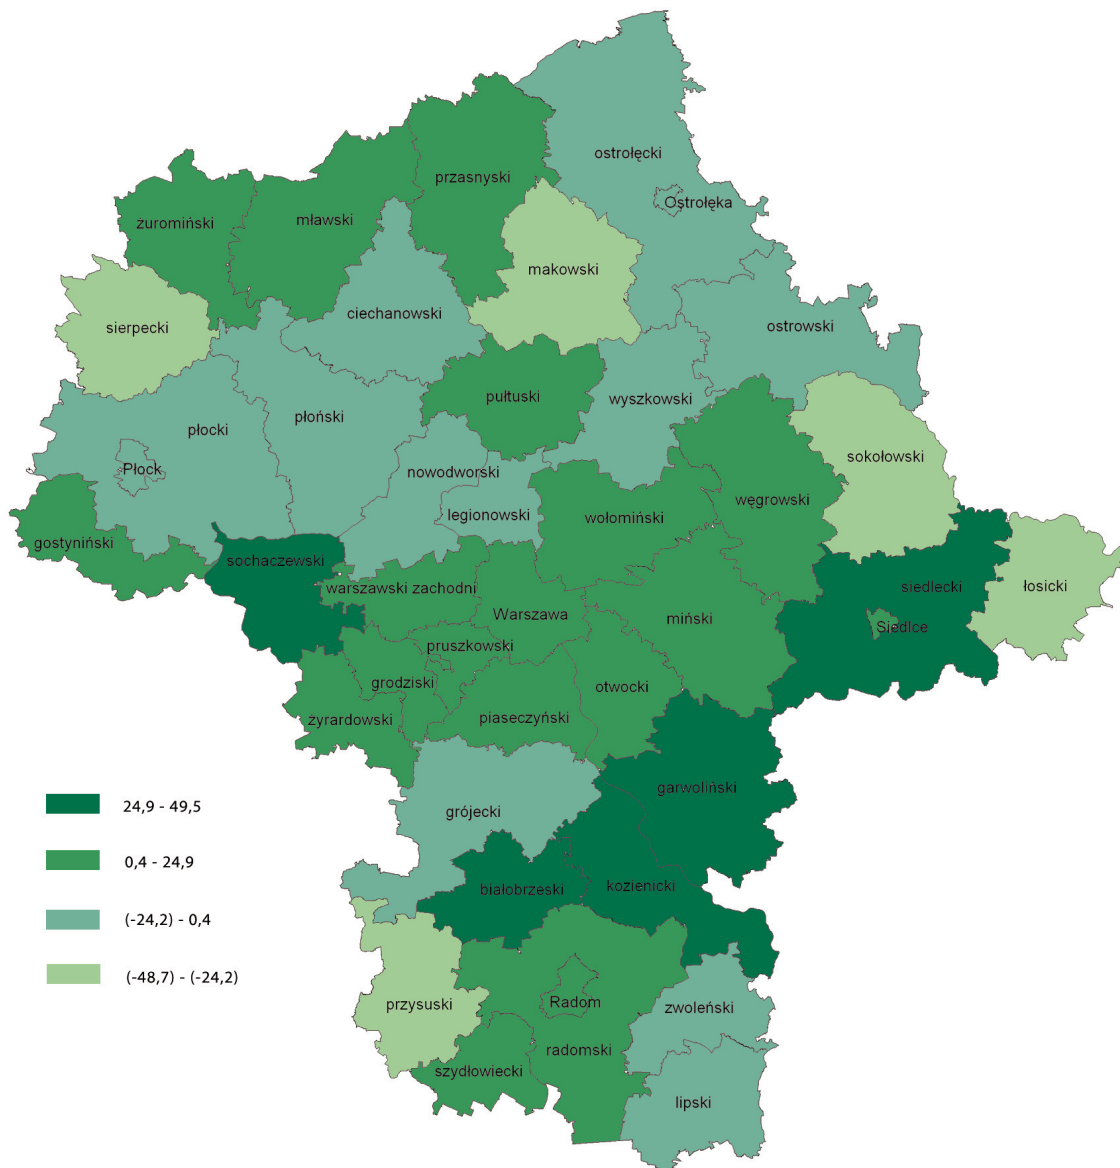 ostrołęcki
przasnyski
Ostrołęka
żuromiński
mławski
makowski
ciechanowski
sierpecki
ostrowski
pułtuski
wyszkowski
płoński
płocki
sokołowski
Płock
nowodworski
węgrowski
legionowski
wołomiński
gostyniński
sochaczewski
warszawski zachodni
siedlecki
łosicki
Warszawa
miński
Siedlce
pruszkowski
grodziski
otwocki
żyrardowski
piaseczyński
garwoliński
24,9 - 49,5
grójecki
0,4 - 24,9
białobrzeski
kozienicki
(-24,2) - 0,4
(-48,7) - (-24,2)
przysuski
Radom
zwoleński
radomski
szydłowiecki
lipski